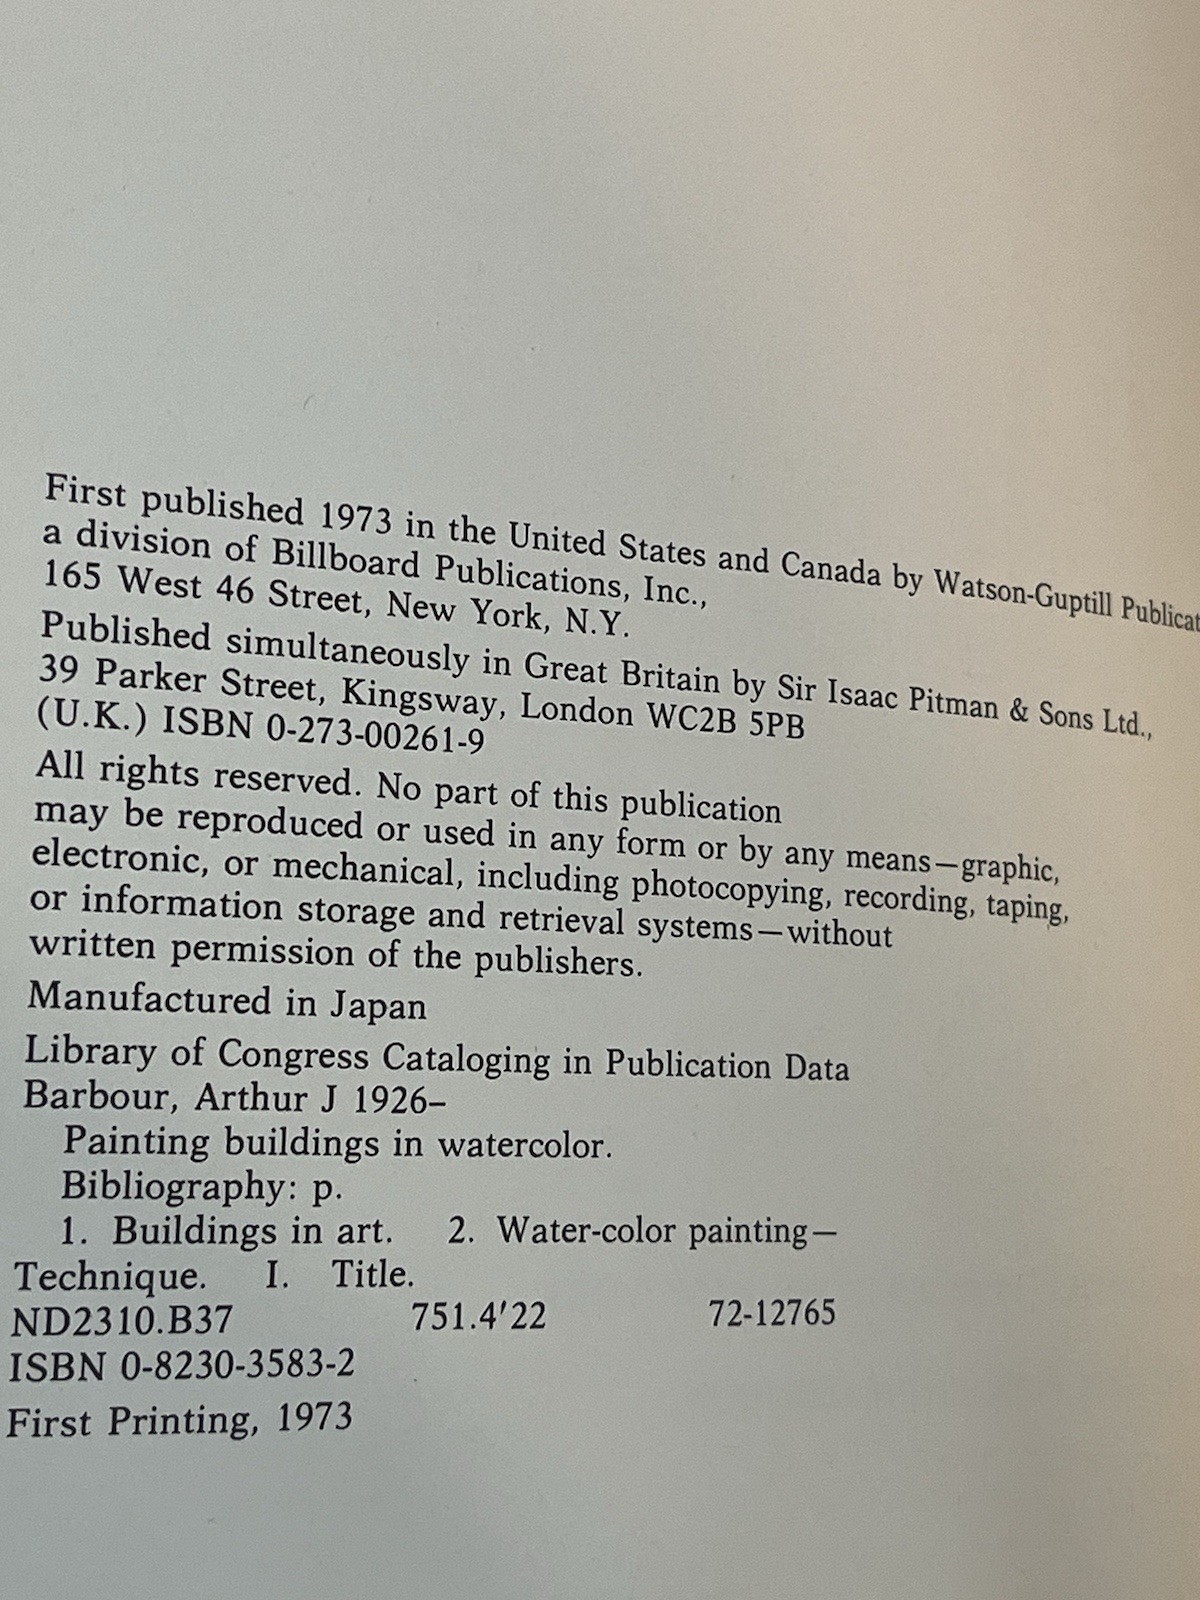 First published 1973 in the United States and Canada by Watson-Guptill
a division of Billboard Publications, Inc.,
165 West 46 Street, New York, N.Y.
Published simultaneously in Great Britain by Sir Isaac Pitman & Sons Ltd.,
39 Parker Street, Kingsway, London WC2B 5PB
(U.K.) ISBN 0-273-00261-9
All rights reserved. No part of this publication
may be reproduced or used in any form or by any means—graphic,
electronic, or mechanical, including photocopying, recording, taping,
or information storage and retrieval systems—without
written permission of the publishers.
Manufactured in Japan
Library of Congress Cataloging in Publication Data
Barbour, Arthur J 1926–
Painting buildings in watercolor.
Bibliography: p.
1. Buildings in art. 2. Water-color painting—
Technique. I. Title.
ND2310.B37 751.4'22 72-12765
ISBN 0-8230-3583-2
First Printing, 1973